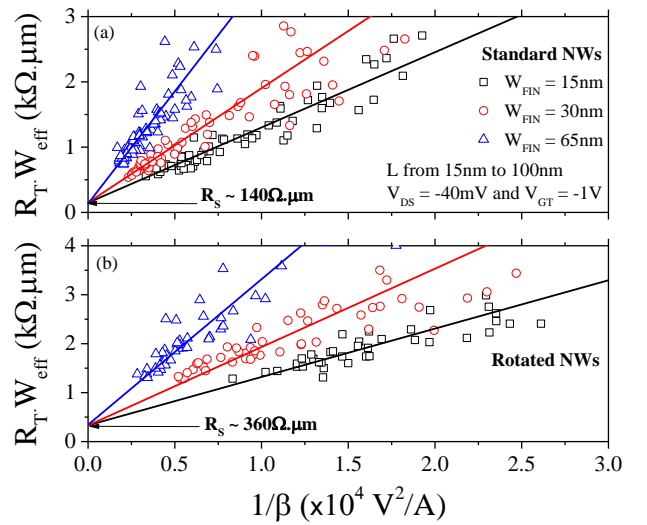 3
2
1
0
R_T. W_eff (kΩ.μm)
(a)
Standard NWs
W_FIN = 15nm
W_FIN = 30nm
W_FIN = 65nm
L from 15nm to 100nm
V_DS = -40mV and V_GT = -1V
R_S ~ 140Ω.μm
4
3
2
1
0
R_T. W_eff (kΩ.μm)
(b)
Rotated NWs
R_S ~ 360Ω.μm
0.0 0.5 1.0 1.5 2.0 2.5 3.0
1/β (x10^4 V^2/A)